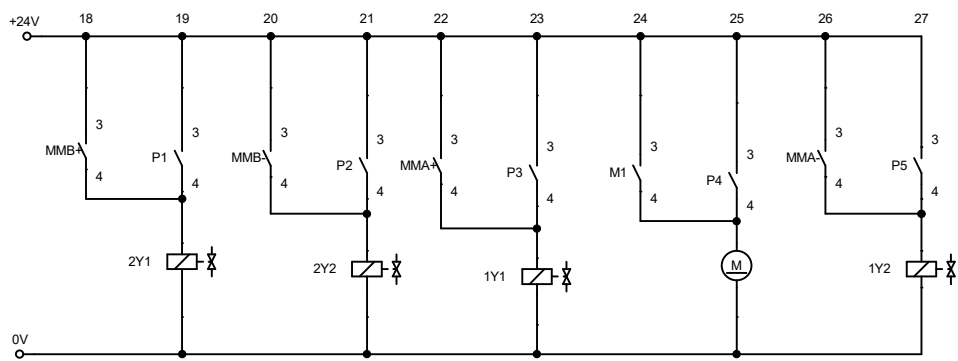 18 19 20 21 22 23 24 25 26 27
+24V
3 3 3 3 3 3 3 3 3 3
MMB+ P1 MMB- P2 MMA+ P3 M1 P4 MMA- P5
4 4 4 4 4 4 4 4 4 4
2Y1 2Y2 1Y1 M 1Y2
0V